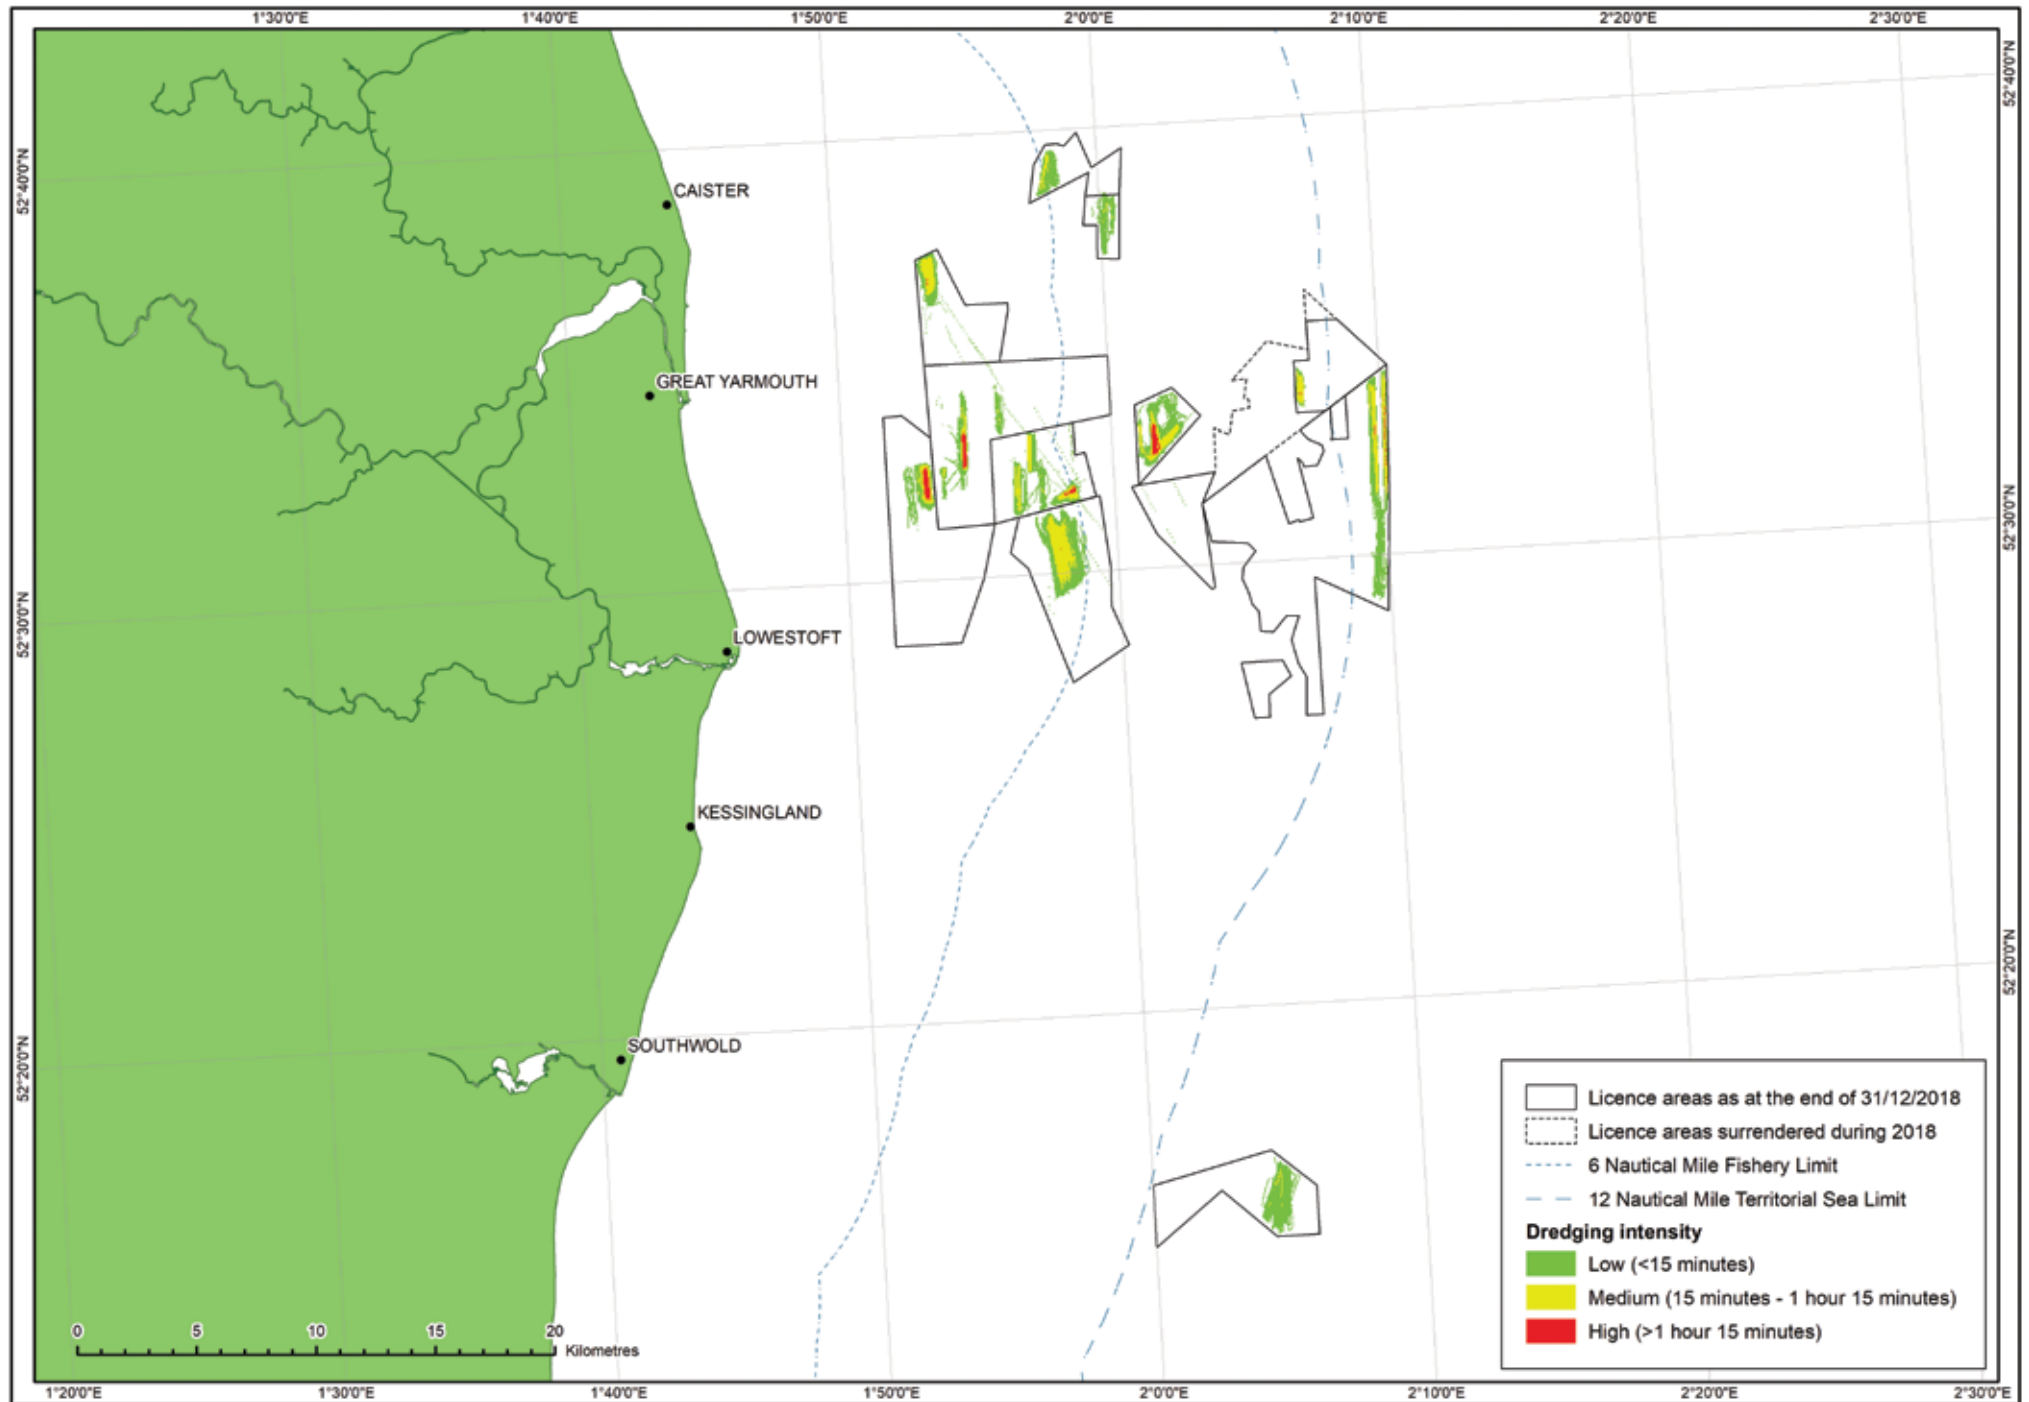 1°30'0"E 1°40'0"E 1°50'0"E 2°0'0"E 2°10'0"E 2°20'0"E 2°30'0"E
52°40'0"N
52°40'0"N
CAISTER
GREAT YARMOUTH
52°30'0"N
52°30'0"N
LOWESTOFT
KESSINGLAND
52°20'0"N
SOUTHWOLD
52°20'0"N
Licence areas as at the end of 31/12/2018
Licence areas surrendered during 2018
6 Nautical Mile Fishery Limit
12 Nautical Mile Territorial Sea Limit
Dredging intensity
Low (<15 minutes)
Medium (15 minutes - 1 hour 15 minutes)
High (>1 hour 15 minutes)
0 5 10 15 20
Kilometres
1°20'0"E 1°30'0"E 1°40'0"E 1°50'0"E 2°0'0"E 2°10'0"E 2°20'0"E 2°30'0"E